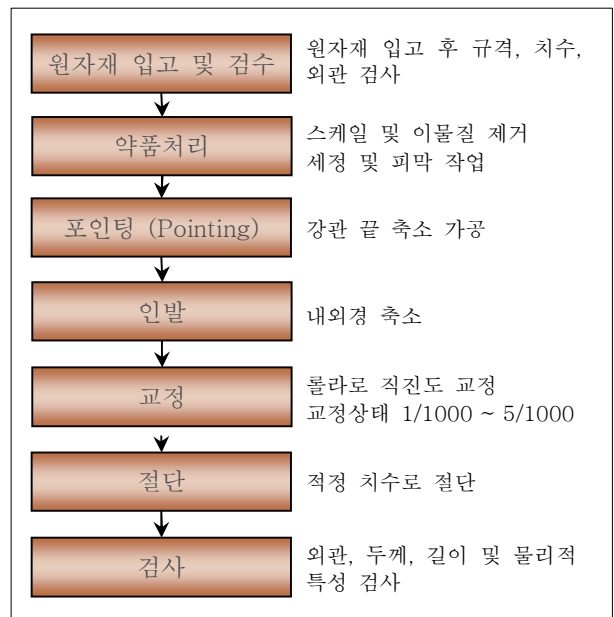 원자재 입고 및 검수
원자재 입고 후 규격, 치수,
외관 검사
약품처리
스케일 및 이물질 제거
세정 및 피막 작업
포인팅 (Pointing)
강관 끝 축소 가공
인발
내외경 축소
교정
롤라로 직진도 교정
교정상태 1/1000 ~ 5/1000
절단
적정 치수로 절단
검사
외관, 두께, 길이 및 물리적
특성 검사